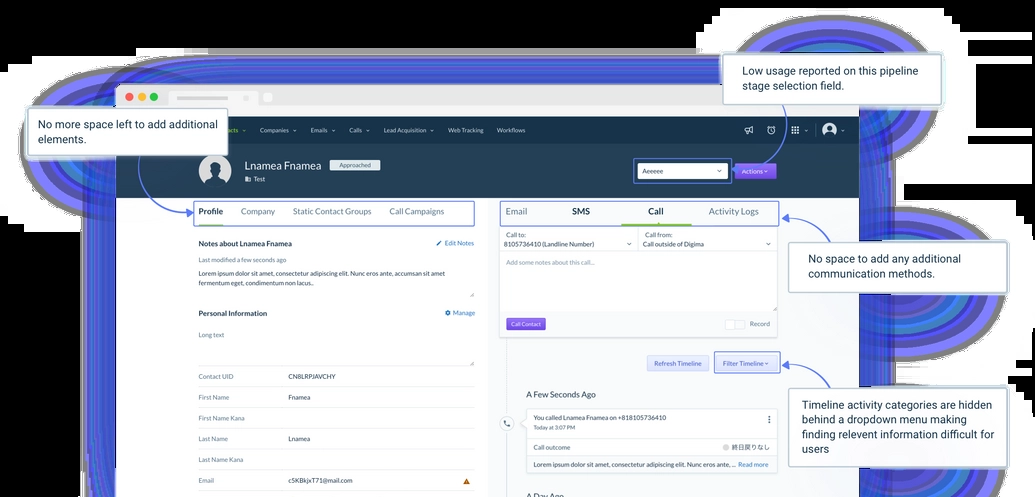 Low usage reported on this pipeline
stage selection field.
No more space left to add additional
elements.
Companies Emails Calls Lead Acquisition Web Tracking Workflows
Lnamea Fnamea Approached
Test
Aeeeee Actions
Profile Company Static Contact Groups Call Campaigns
Email SMS Call Activity Logs
Notes about Lnamea Fnamea Edit Notes
Last modified a few seconds ago
Lorem ipsum dolor sit amet, consectetur adipiscing elit. Nunc eros ante, accumsan sit amet
fermentum eget, condimentum non lacus..
Personal Information Manage
Long text
Contact UID CN8LRPJAVCHY
First Name Fnamea
First Name Kana
Last Name Lnamea
Last Name Kana
Email c5KBkjxT71@mail.com
Call to: Call from:
8105736410 (Landline Number) Call outside of Digima
Add some notes about this call...
Call Contact Record
No space to add any additional
communication methods.
Refresh Timeline Filter Timeline
Timeline activity categories are hidden
behind a dropdown menu making
finding relevent information difficult for
users
A Few Seconds Ago
You called Lnamea Fnamea on +818105736410
Today at 3:07 PM
Call outcome 終日戻りなし
Lorem ipsum dolor sit amet, consectetur adipiscing elit. Nunc eros ante, ... Read more
A Day Ago